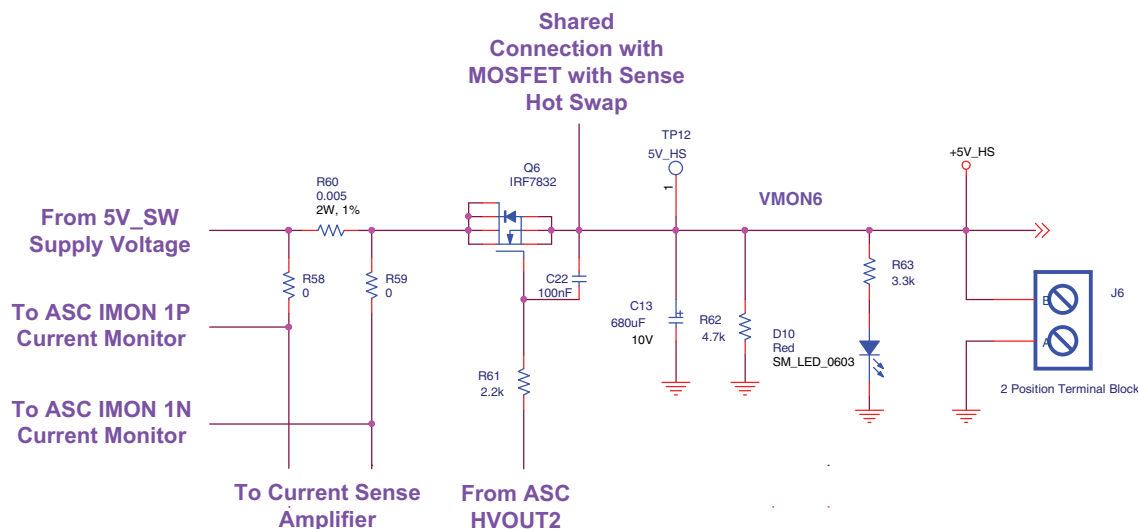 Shared
Connection with
MOSFET with Sense
Hot Swap
TP12
5V_HS
1
+5V_HS
Q6
IRF7832
VMON6
R60
0.005
2W, 1%
From 5V_SW
Supply Voltage
R58
0
R59
0
C22
100nF
R63
3.3k
To ASC IMON 1P
Current Monitor
C13
680uF
10V
R62
4.7k
D10
Red
SM_LED_0603
B
A
J6
2 Position Terminal Block
R61
2.2k
To ASC IMON 1N
Current Monitor
To Current Sense
Amplifier
From ASC
HVOUT2